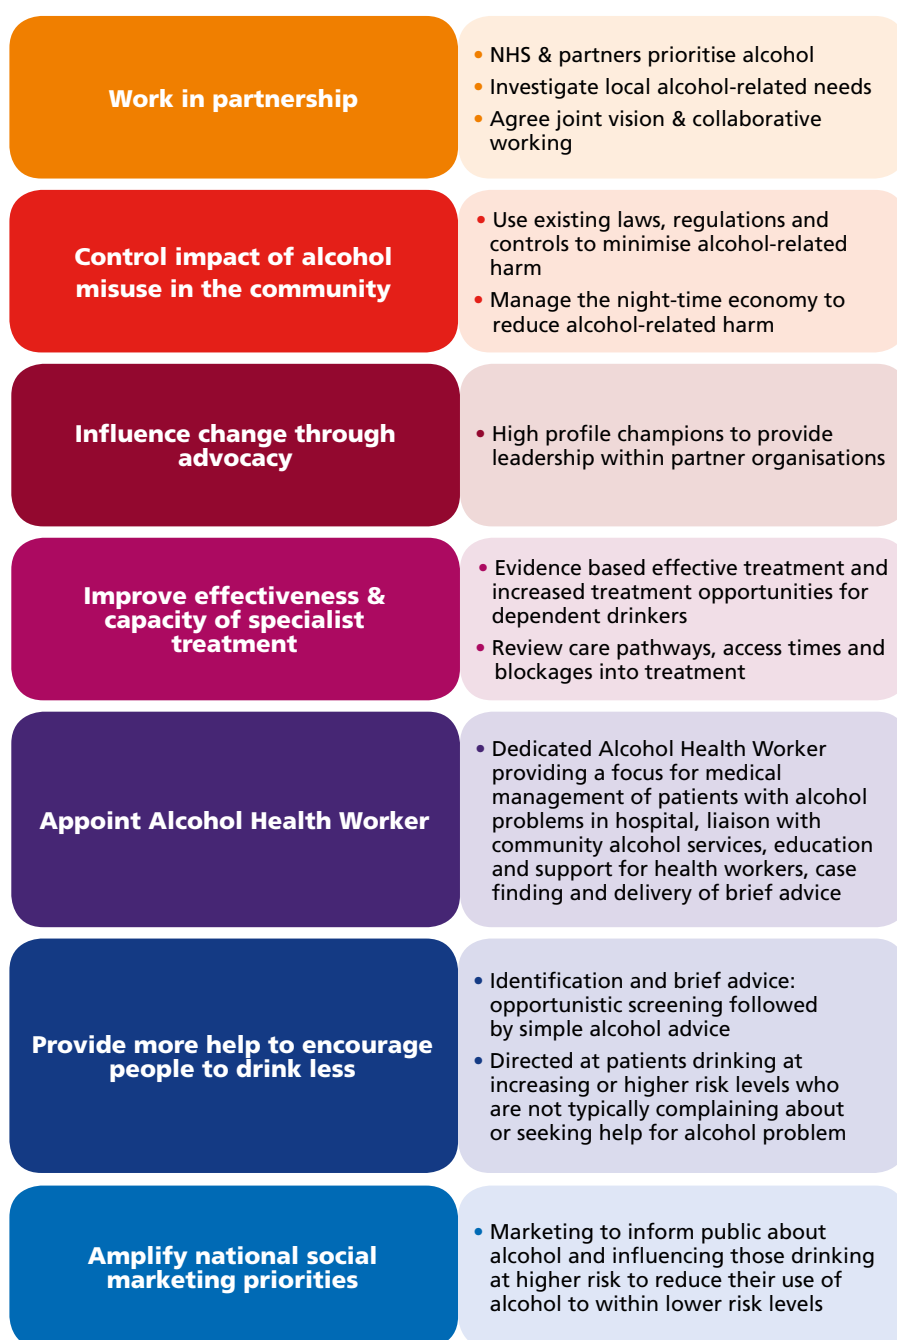 Work in partnership
• NHS & partners prioritise alcohol
• Investigate local alcohol-related needs
• Agree joint vision & collaborative
working
Control impact of alcohol
misuse in the community
• Use existing laws, regulations and
controls to minimise alcohol-related
harm
• Manage the night-time economy to
reduce alcohol-related harm
Influence change through
advocacy
• High profile champions to provide
leadership within partner organisations
Improve effectiveness &
capacity of specialist
treatment
• Evidence based effective treatment and
increased treatment opportunities for
dependent drinkers
• Review care pathways, access times and
blockages into treatment
Appoint Alcohol Health Worker
• Dedicated Alcohol Health Worker
providing a focus for medical
management of patients with alcohol
problems in hospital, liaison with
community alcohol services, education
and support for health workers, case
finding and delivery of brief advice
Provide more help to encourage
people to drink less
• Identification and brief advice:
opportunistic screening followed
by simple alcohol advice
• Directed at patients drinking at
increasing or higher risk levels who
are not typically complaining about
or seeking help for alcohol problem
Amplify national social
marketing priorities
• Marketing to inform public about
alcohol and influencing those drinking
at higher risk to reduce their use of
alcohol to within lower risk levels